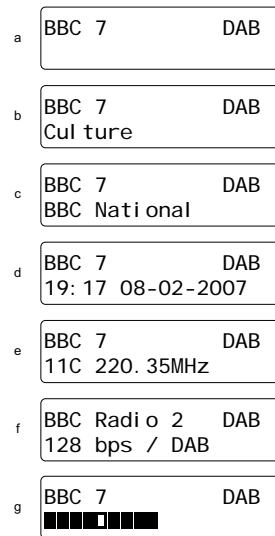 a
BBC 7 DAB
b
BBC 7 DAB
Culture
c
BBC 7 DAB
BBC National
d
BBC 7 DAB
19:17 08-02-2007
e
BBC 7 DAB
11C 220.35MHz
f
BBC Radio 2 DAB
128 bps / DAB
g
BBC 7 DAB